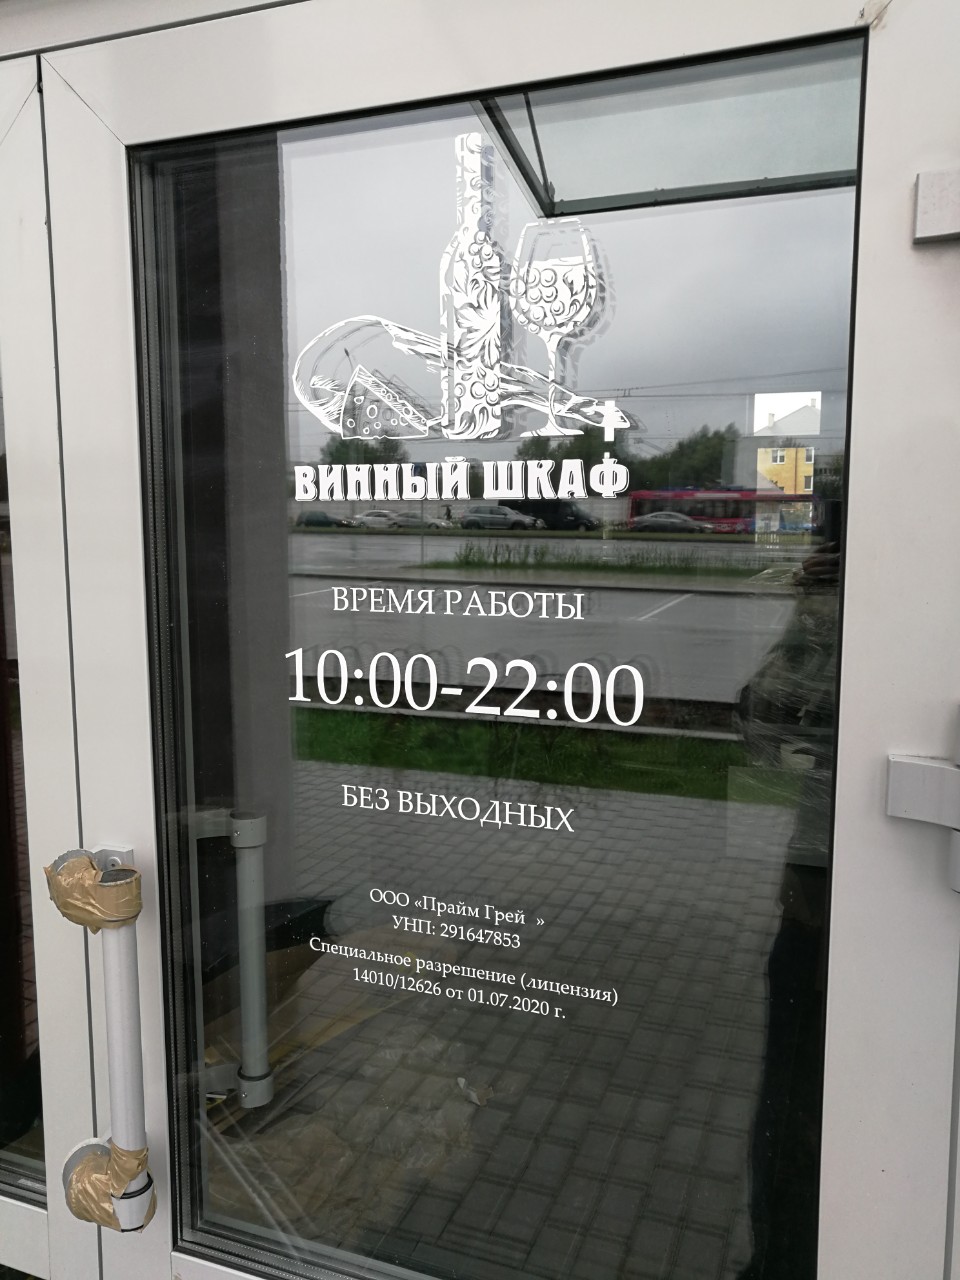 ВИННЫЙ ШКАФ
ВРЕМЯ РАБОТЫ
10:00-22:00
БЕЗ ВЫХОДНЫХ
ООО «Прайм Грей »
УНП: 291647853
Специальное разрешение (лицензия)
14010/12626 от 01.07.2020 г.